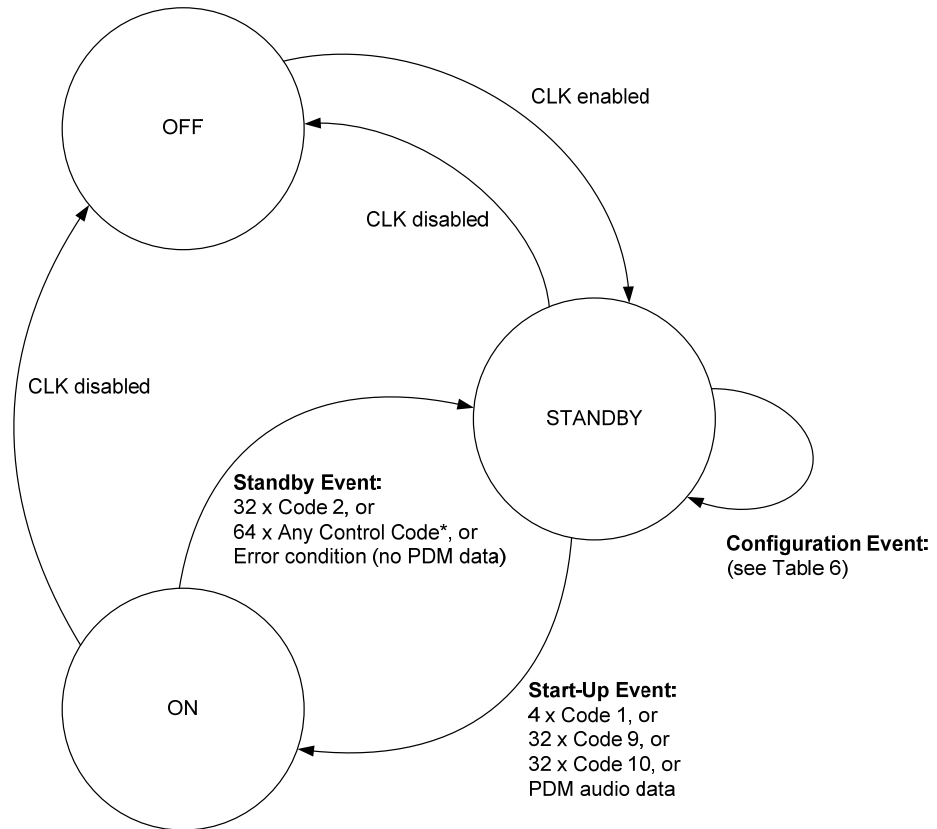 OFF
CLK enabled
CLK disabled
CLK disabled
STANDBY
Standby Event:
32 x Code 2, or
64 x Any Control Code*, or
Error condition (no PDM data)
Configuration Event:
(see Table 6)
ON
Start-Up Event:
4 x Code 1, or
32 x Code 9, or
32 x Code 10, or
PDM audio data